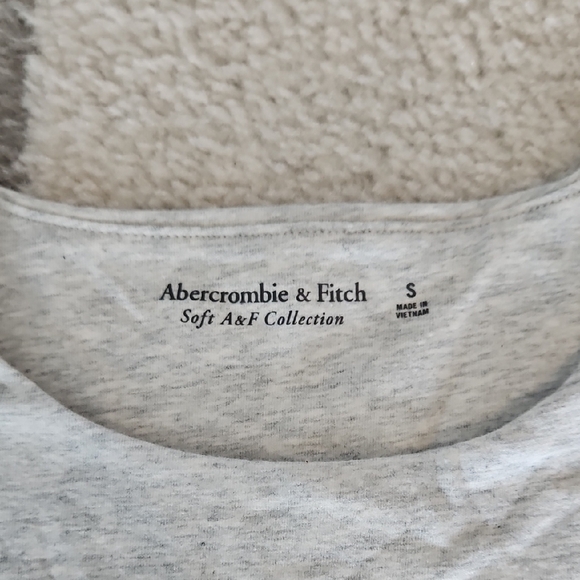 Abercrombie & Fitch
Soft A&F Collection
S
MADE IN
VIETNAM